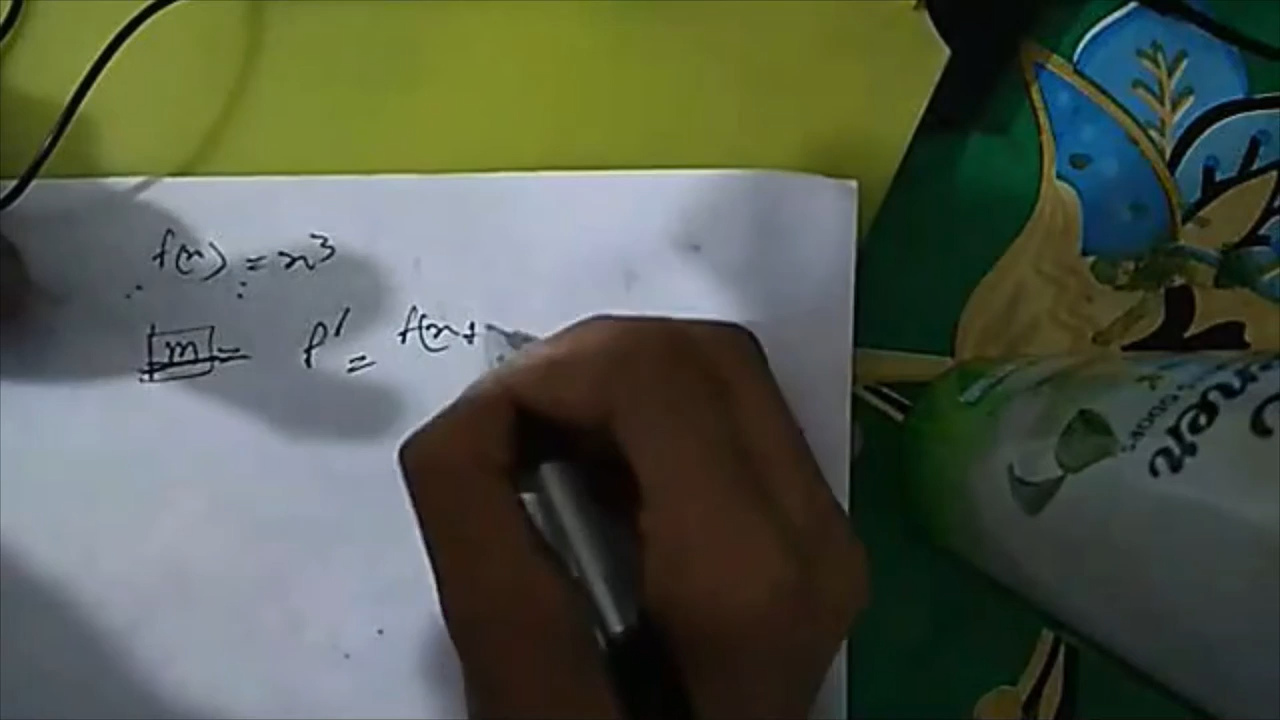 f(x) = x³
m = f' = f(x+